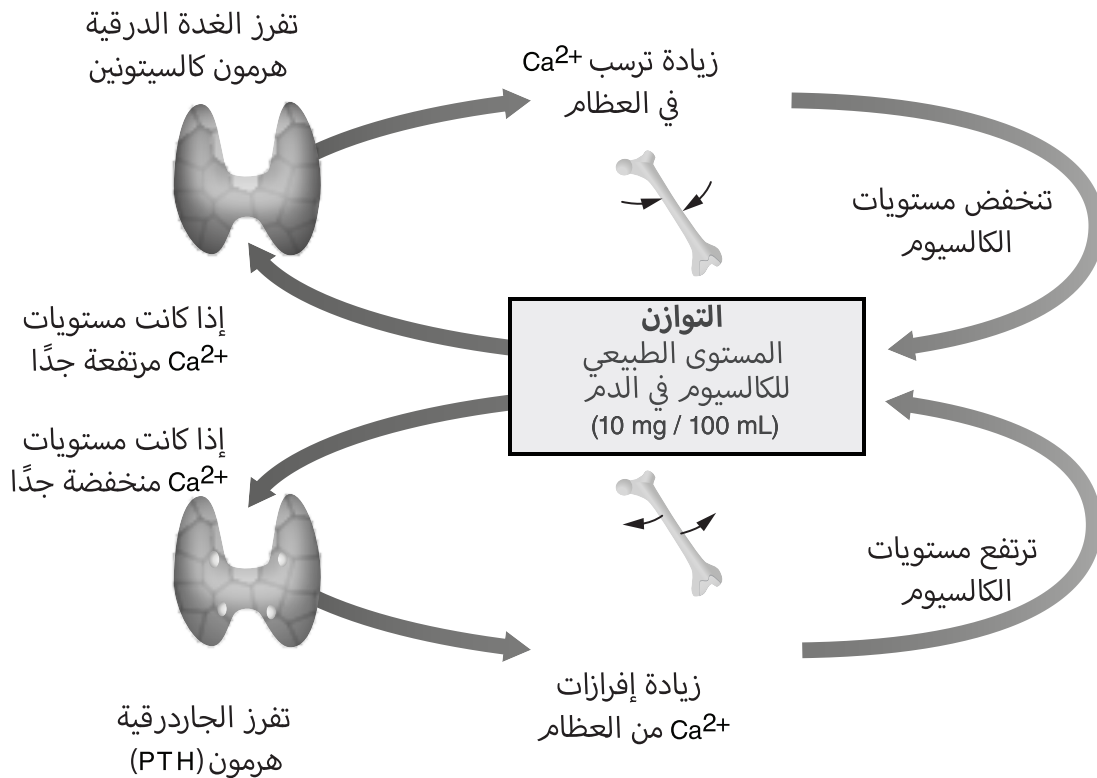 تفرز الغدة الدرقية
هرمون كالسيتونين
زيادة ترسب Ca2+
في العظام
تنخفض مستويات
الكالسيوم
إذا كانت مستويات
Ca2+ مرتفعة جدًا
التوازن
المستوى الطبيعي
للكالسيوم في الدم
(10 mg / 100 mL)
إذا كانت مستويات
Ca2+ منخفضة جدًا
ترتفع مستويات
الكالسيوم
زيادة إفرازات
Ca2+ من العظام
تفرز الجاردرقية
هرمون (PTH)